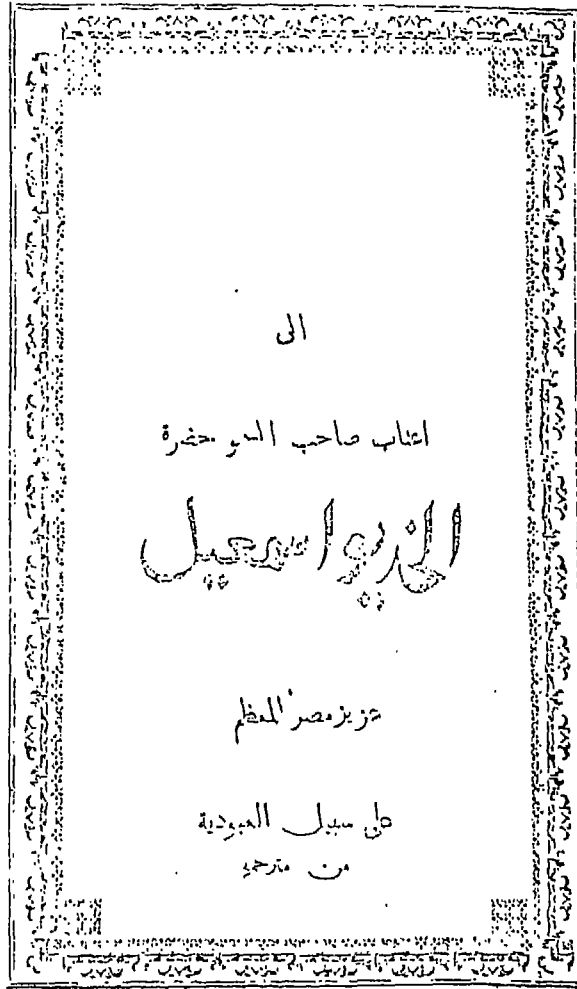 الى
اعتاب صاحب السمو حضرة
الخديو اسمعيل
عزيز مصر المعظم
على سبيل العبودية
من مترجمه